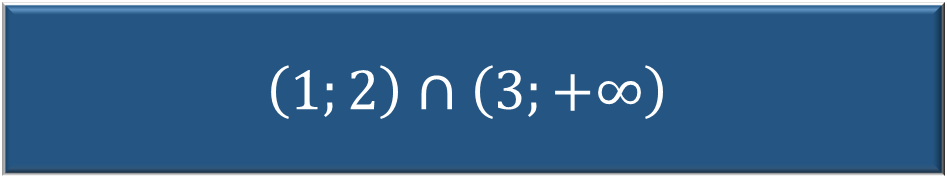 (1; 2) ∩ (3; +∞)